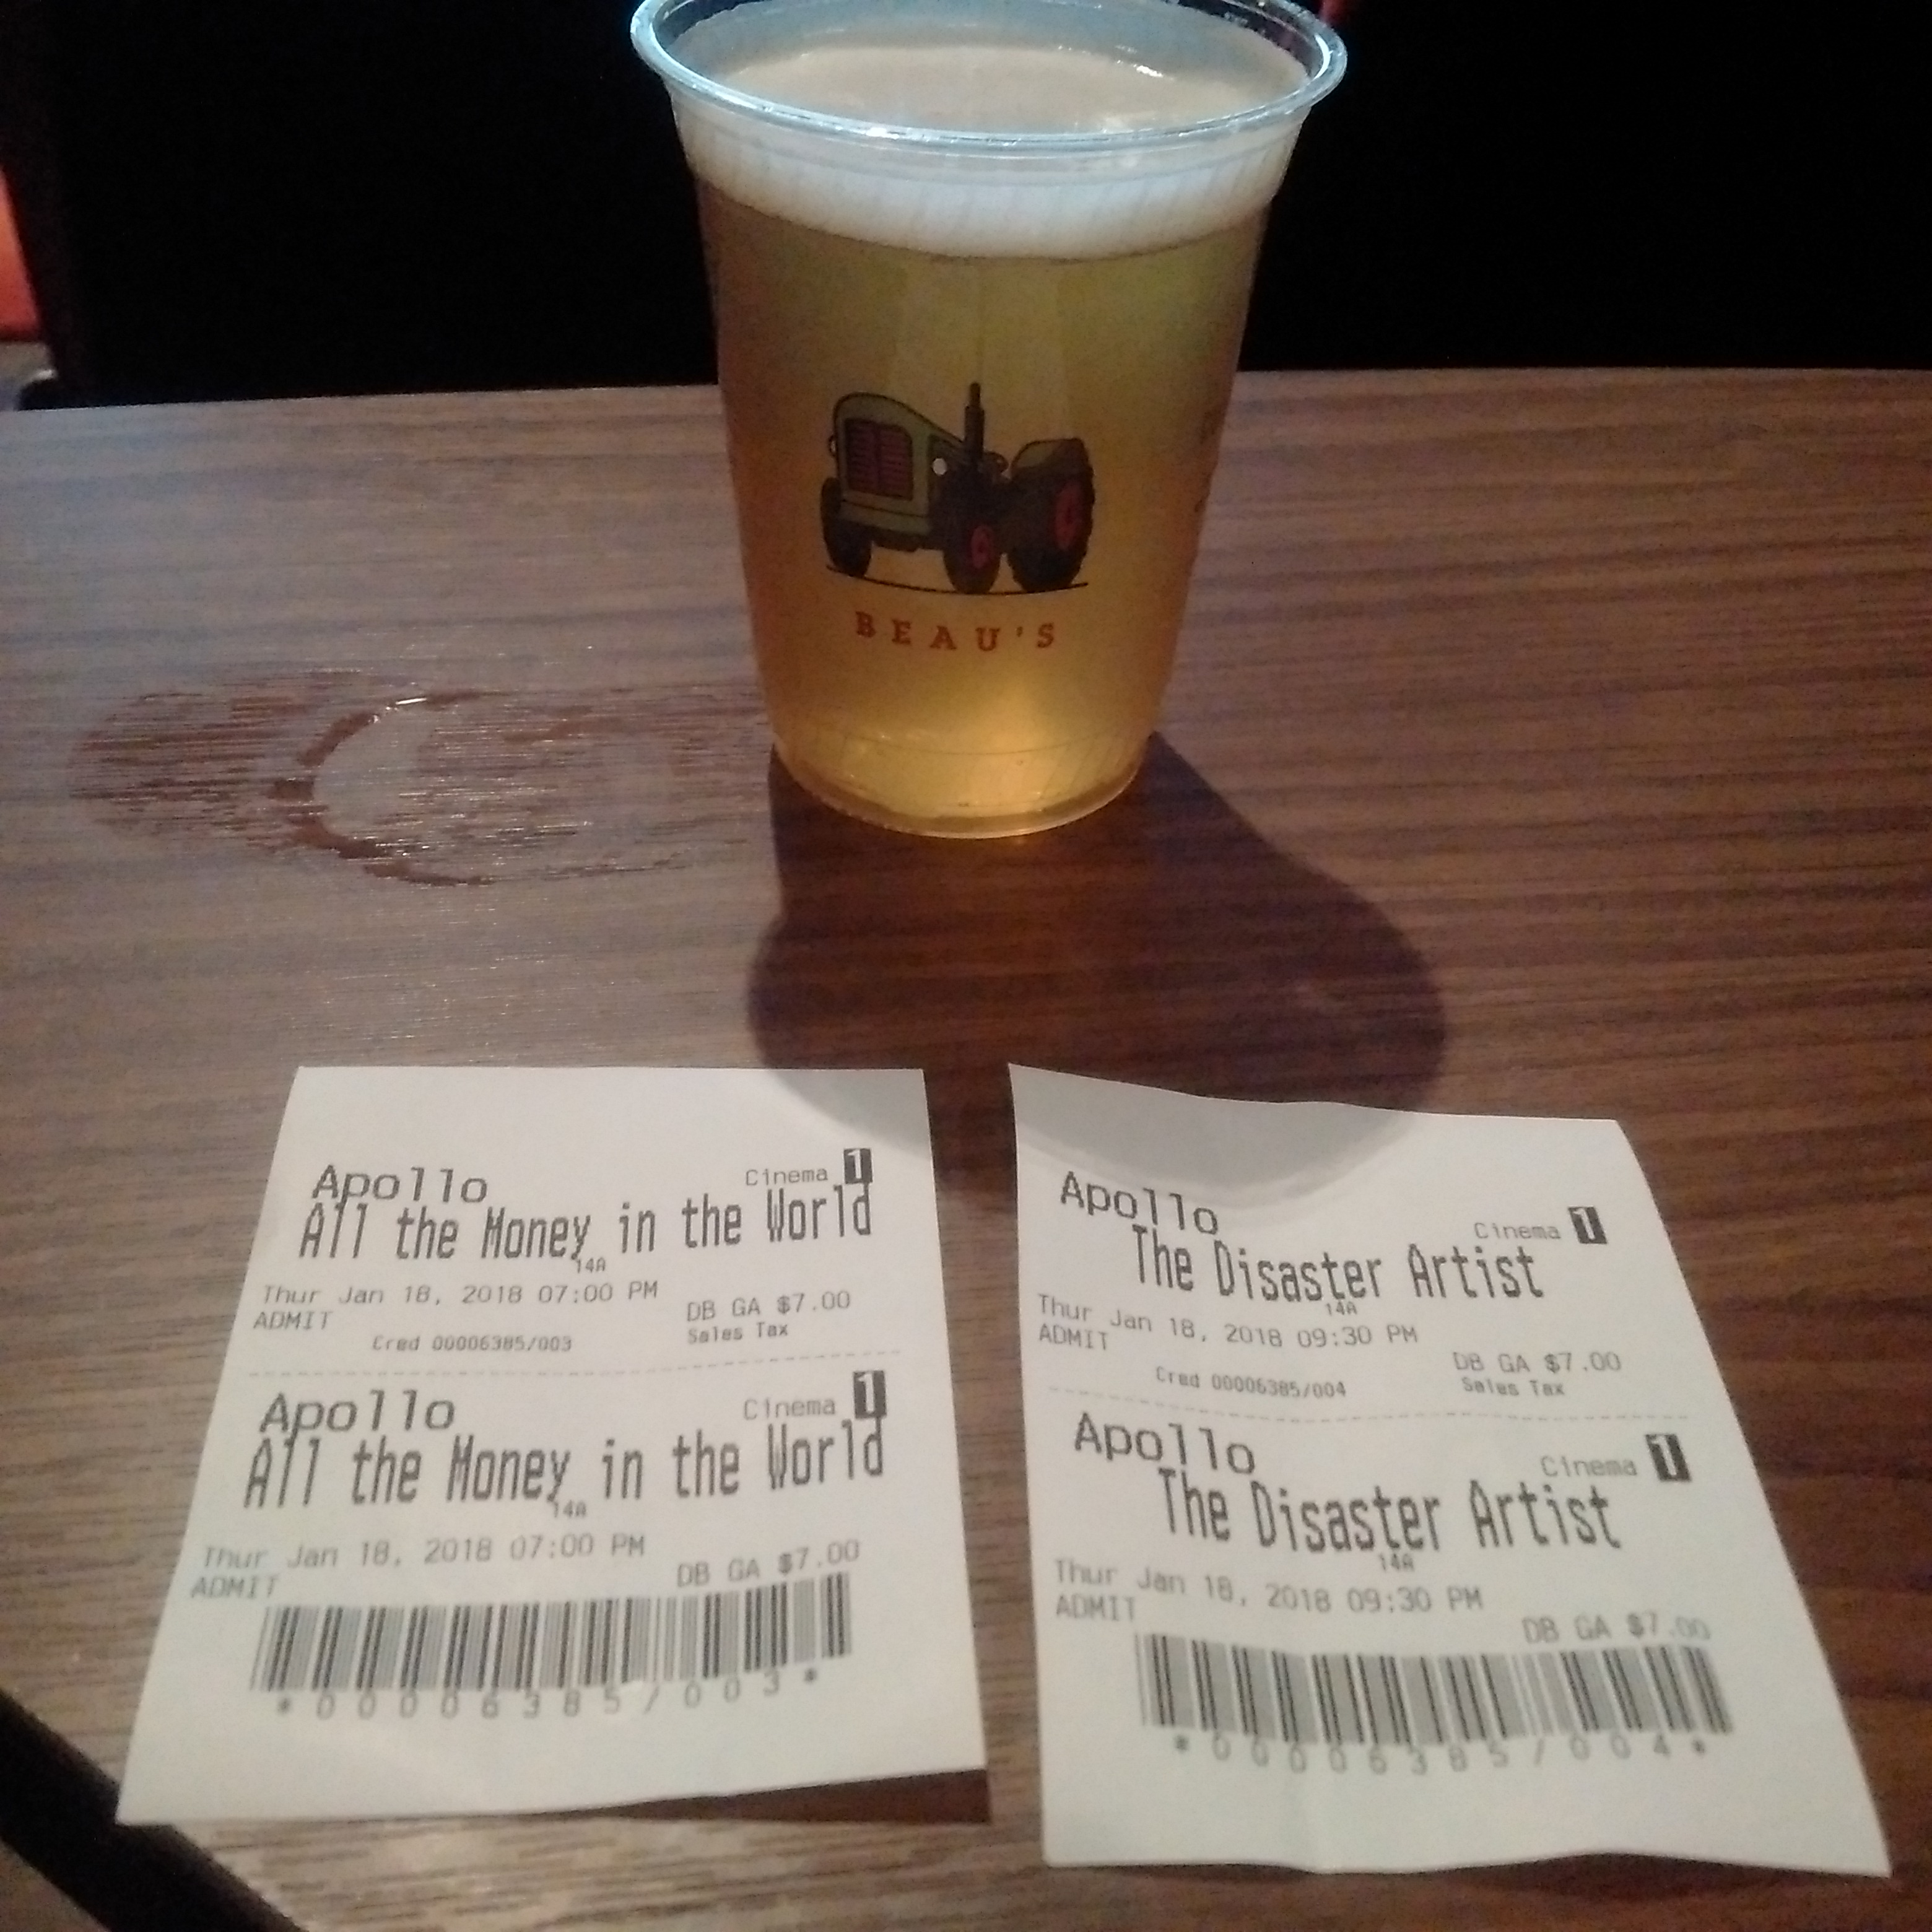 BEAU'S
Apollo
Cinema 1
All the Money in the World
14A
Thur Jan 18, 2018 07:00 PM
ADMIT
DB GA $7.00
Sales Tax
Cred 00006385/003
Apollo
Cinema 1
All the Money in the World
14A
Thur Jan 18, 2018 07:00 PM
ADMIT
DB GA $7.00
*00006385/003*
Apollo
Cinema 1
The Disaster Artist
14A
Thur Jan 18, 2018 09:30 PM
ADMIT
DB GA $7.00
Sales Tax
Cred 00006385/004
Apollo
Cinema 1
The Disaster Artist
14A
Thur Jan 18, 2018 09:30 PM
ADMIT
DB GA $7.00
*00006385/004*